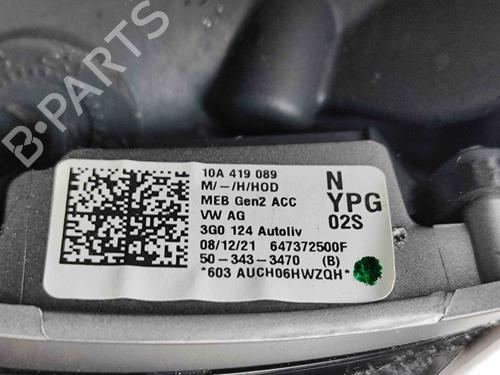 B-PARTS
10A 419 089
M/-/H/HOD
MEB Gen2 ACC
VW AG
3G0 124 Autoliv
08/12/21 647372500F
50-343-3470 (B)
*603 AUCH06HWZQH*
N
YPG
02S